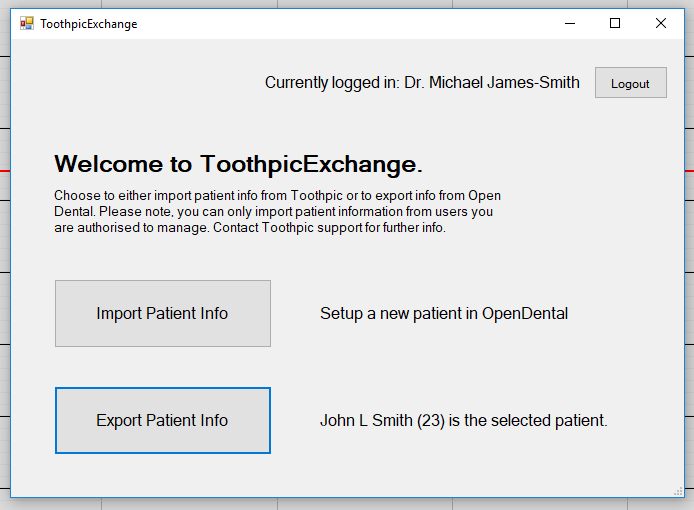 ToothpicExchange
Currently logged in: Dr. Michael James-Smith
Logout
Welcome to ToothpicExchange.
Choose to either import patient info from Toothpic or to export info from Open
Dental. Please note, you can only import patient information from users you
are authorised to manage. Contact Toothpic support for further info.
Import Patient Info
Setup a new patient in OpenDental
Export Patient Info
John L Smith (23) is the selected patient.